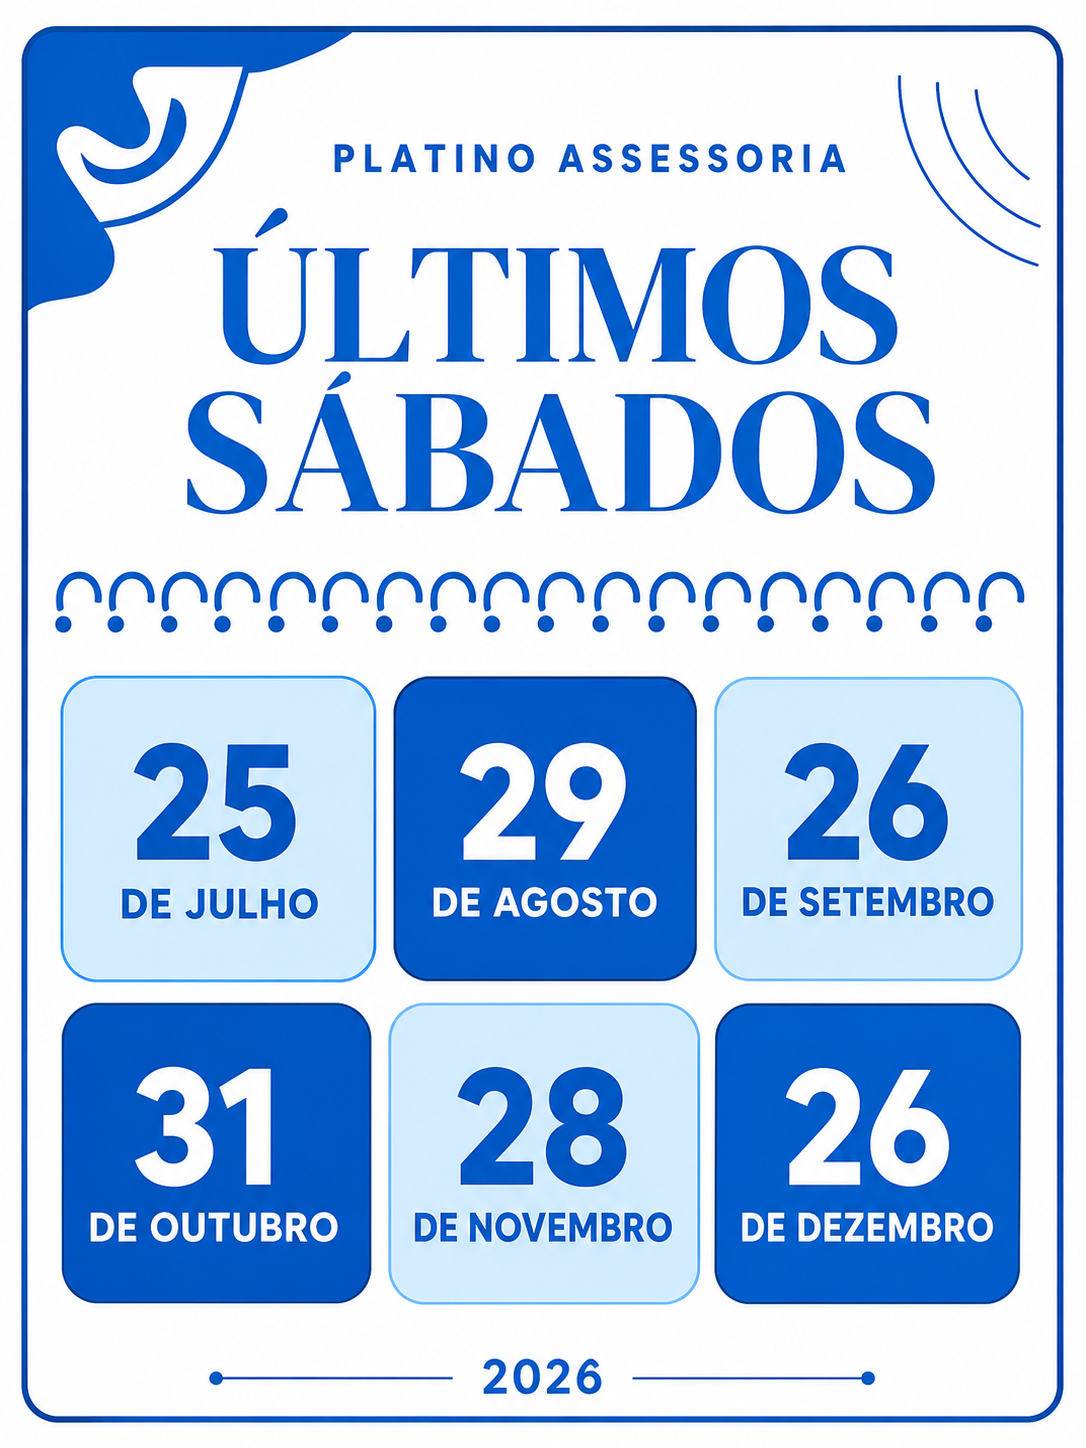 PLATINO ASSESSORIA
ÚLTIMOS
SÁBADOS
25
DE JULHO
29
DE AGOSTO
26
DE SETEMBRO
31
DE OUTUBRO
28
DE NOVEMBRO
26
DE DEZEMBRO
2026